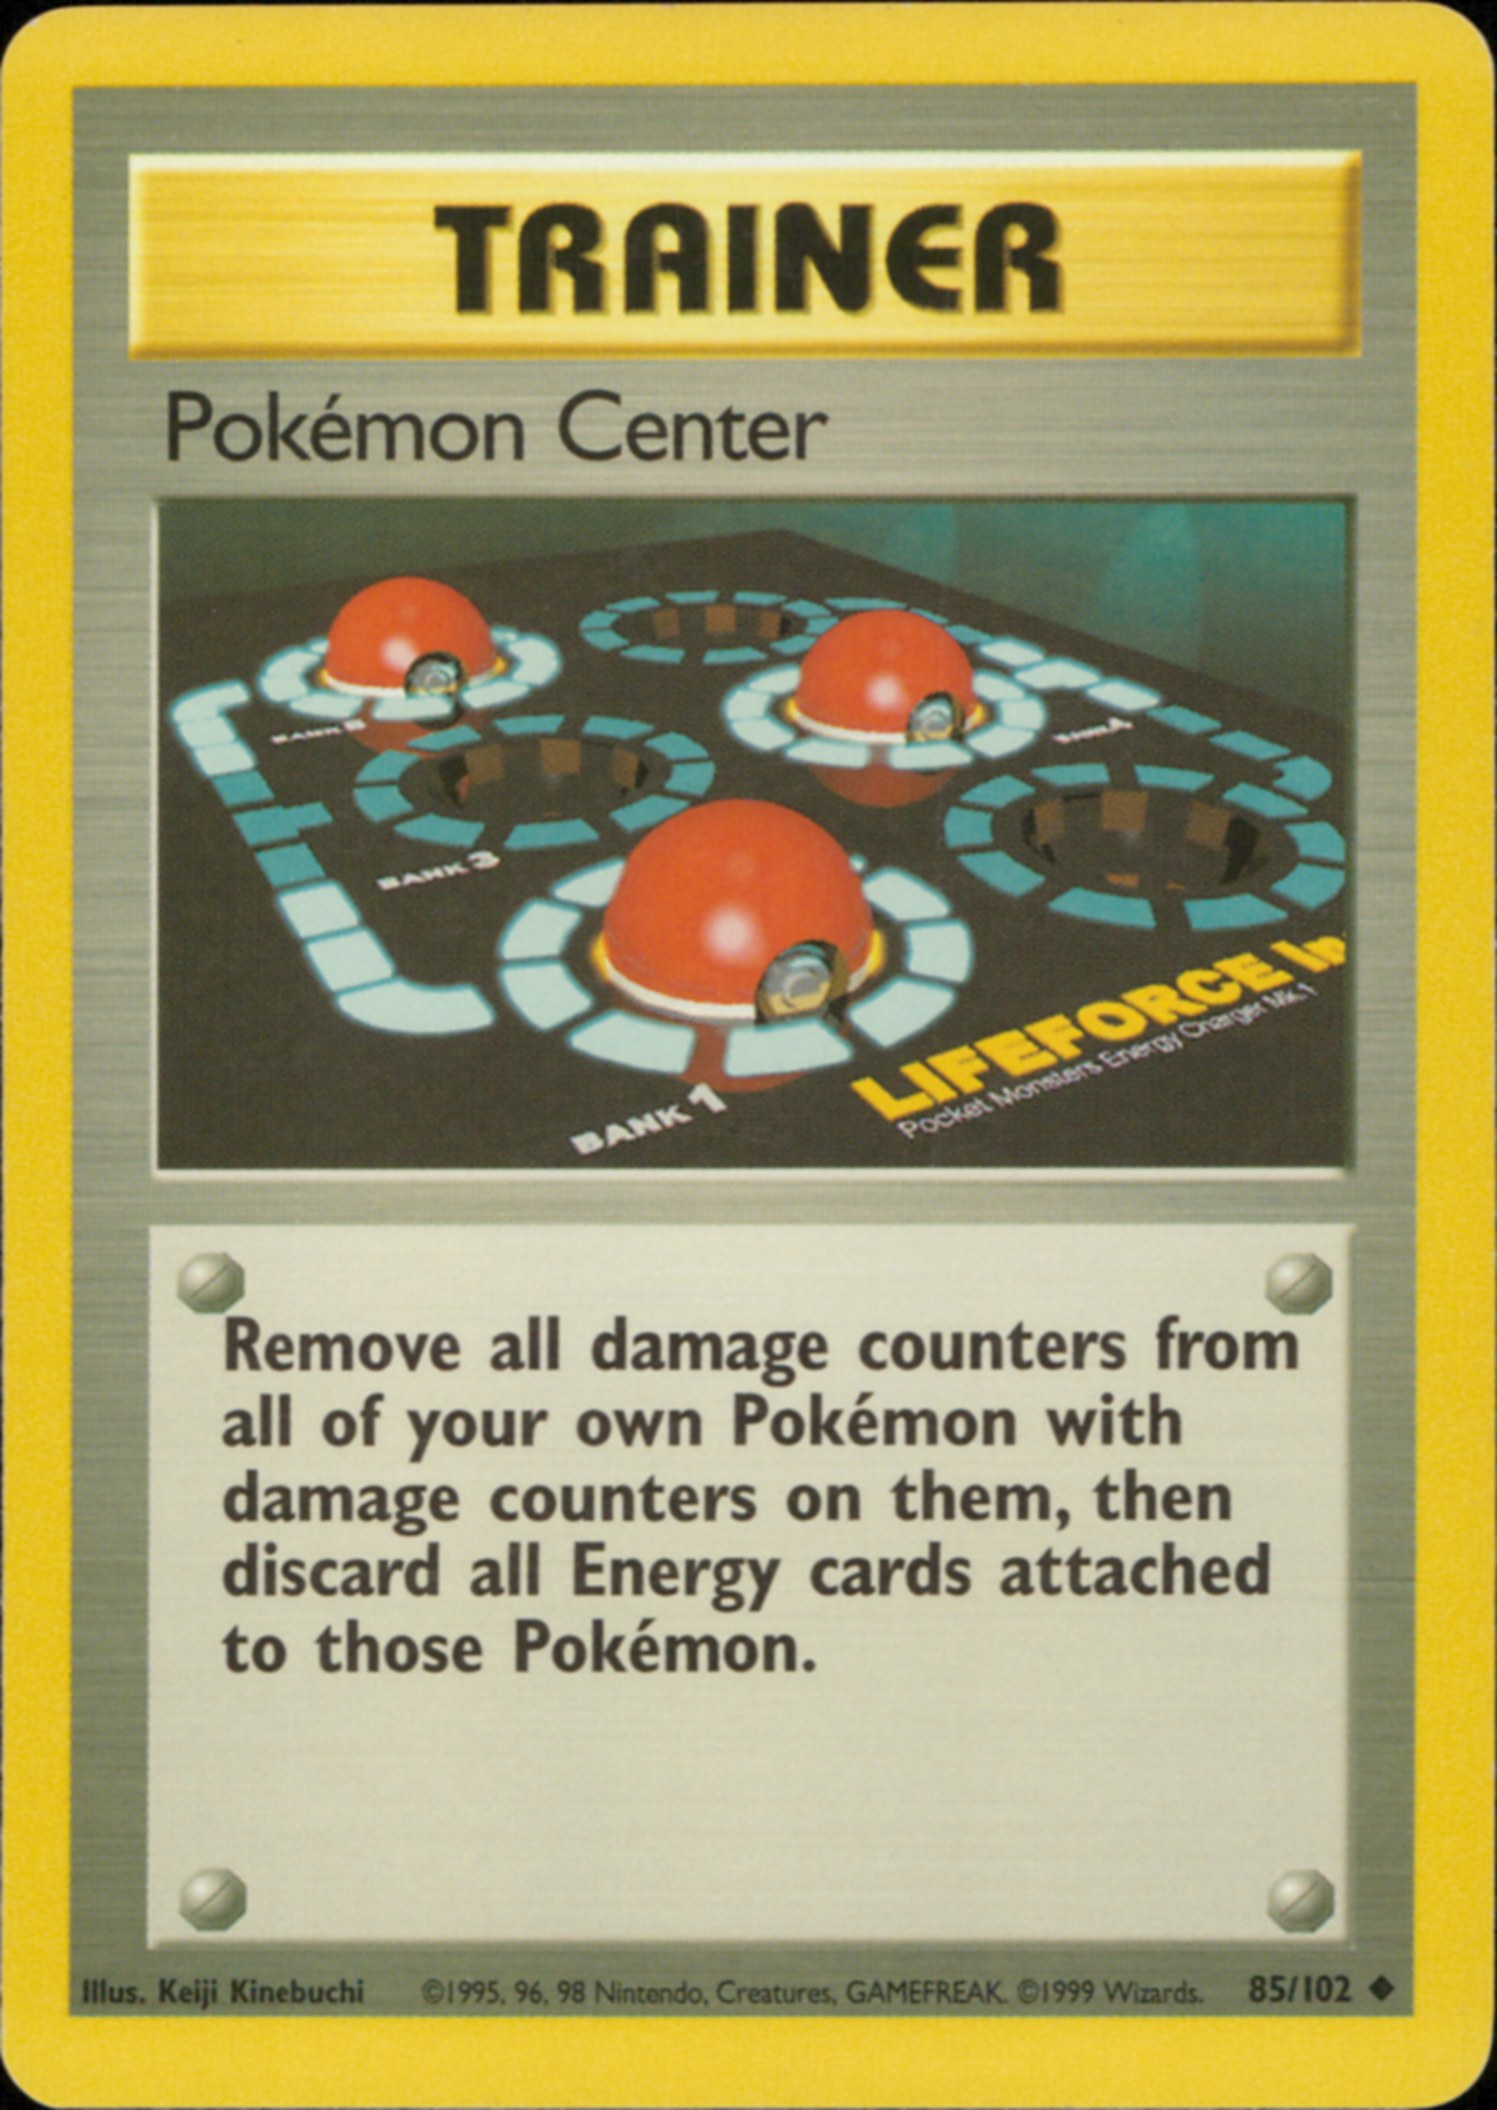 TRAINER
Pokémon Center
BANK 3
BANK 1
LIFEFORCE
Pocket Monsters Energy Charger Mk.1
Remove all damage counters from
all of your own Pokémon with
damage counters on them, then
discard all Energy cards attached
to those Pokémon.
Illus. Keiji Kinebuchi ©1995, 96, 98 Nintendo, Creatures, GAMEFREAK. ©1999 Wizards. 85/102